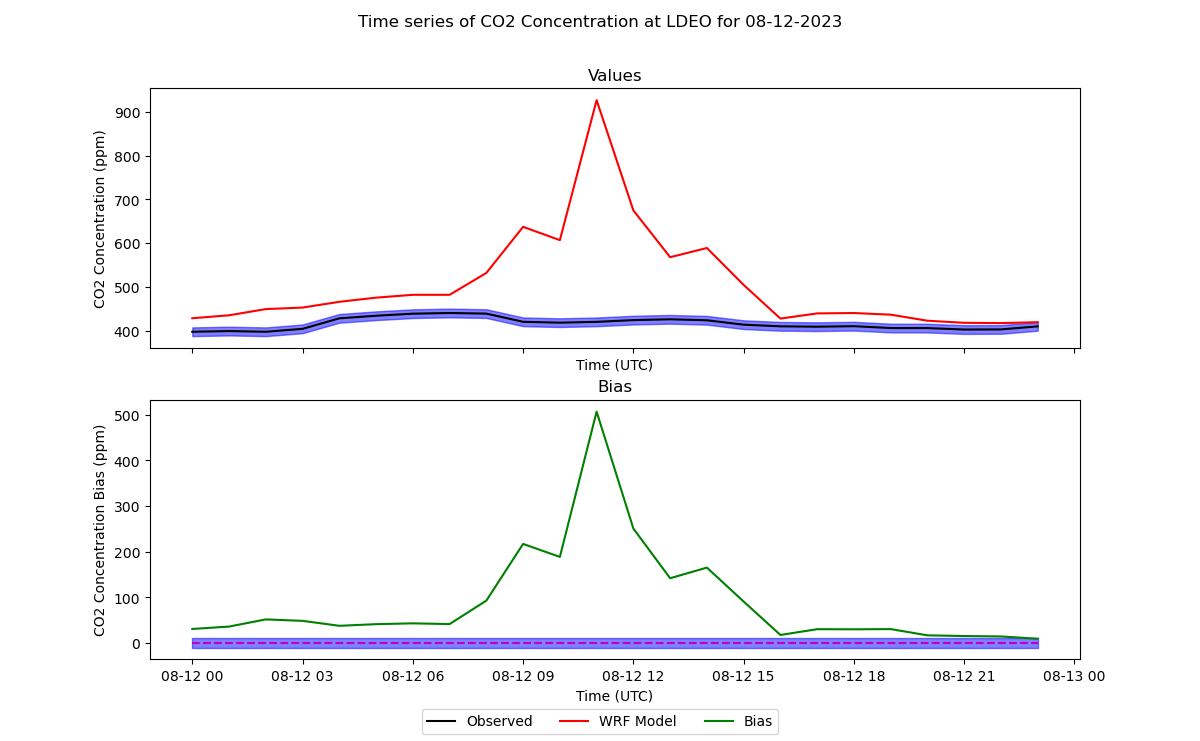 Time series of CO2 Concentration at LDEO for 08-12-2023
Values
CO2 Concentration (ppm)
900
800
700
600
500
400
Time (UTC)
Bias
CO2 Concentration Bias (ppm)
500
400
300
200
100
0
08-12 00 08-12 03 08-12 06 08-12 09 08-12 12 08-12 15 08-12 18 08-12 21 08-13 00
Time (UTC)
Observed WRF Model Bias